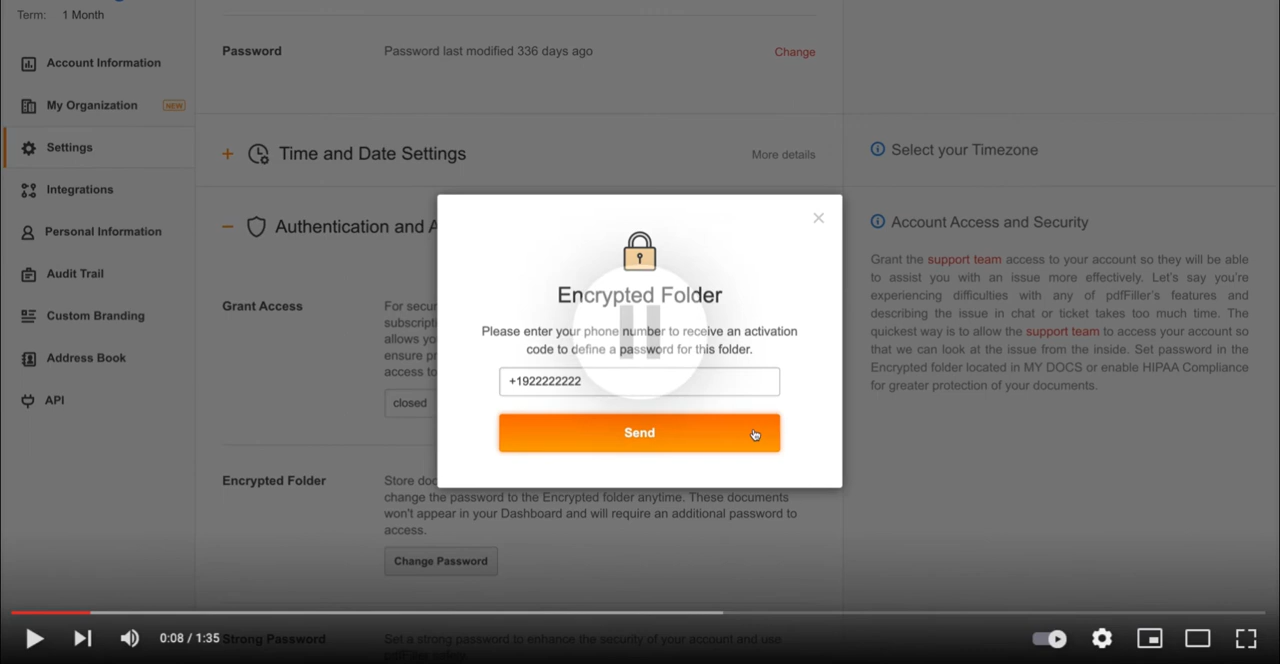 Term: 1 Month
Account Information
My Organization NEW
Settings
Integrations
Personal Information
Audit Trail
Custom Branding
Address Book
API
Password Password last modified 336 days ago Change
Time and Date Settings More details
Authentication and A
Grant Access
For secur
subscripti
allows yo
ensure pr
access to
closed
Encrypted Folder
Store doc
change the password to the Encrypted folder anytime. These documents
won't appear in your Dashboard and will require an additional password to
access.
Change Password
Strong Password Set a strong password to enhance the security of your account and use
Select your Timezone
Account Access and Security
Grant the support team access to your account so they will be able
to assist you with an issue more effectively. Let's say you're
experiencing difficulties with any of pdfFiller's features and
describing the issue in chat or ticket takes too much time. The
quickest way is to allow the support team to access your account so
that we can look at the issue from the inside. Set password in the
Encrypted folder located in MY DOCS or enable HIPAA Compliance
for greater protection of your documents.
Encrypted Folder
Please enter your phone number to receive an activation
code to define a password for this folder.
+1922222222
Send
0:08 / 1:35